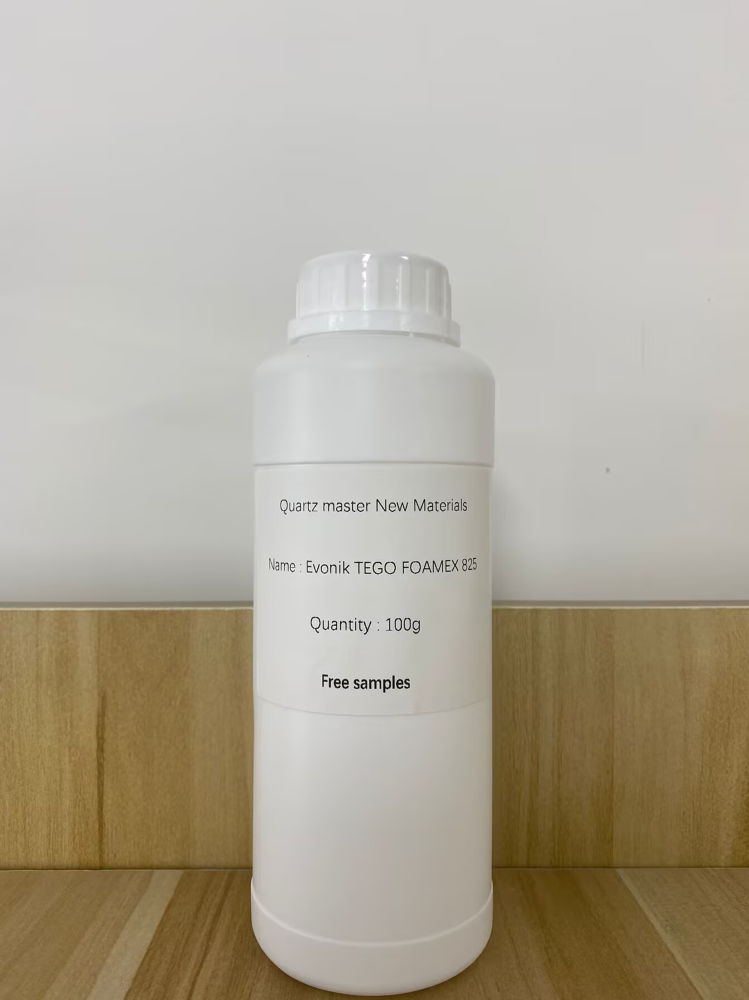 Quartz master New Materials
Name : Evonik TEGO FOAMEX 825
Quantity : 100g
Free samples